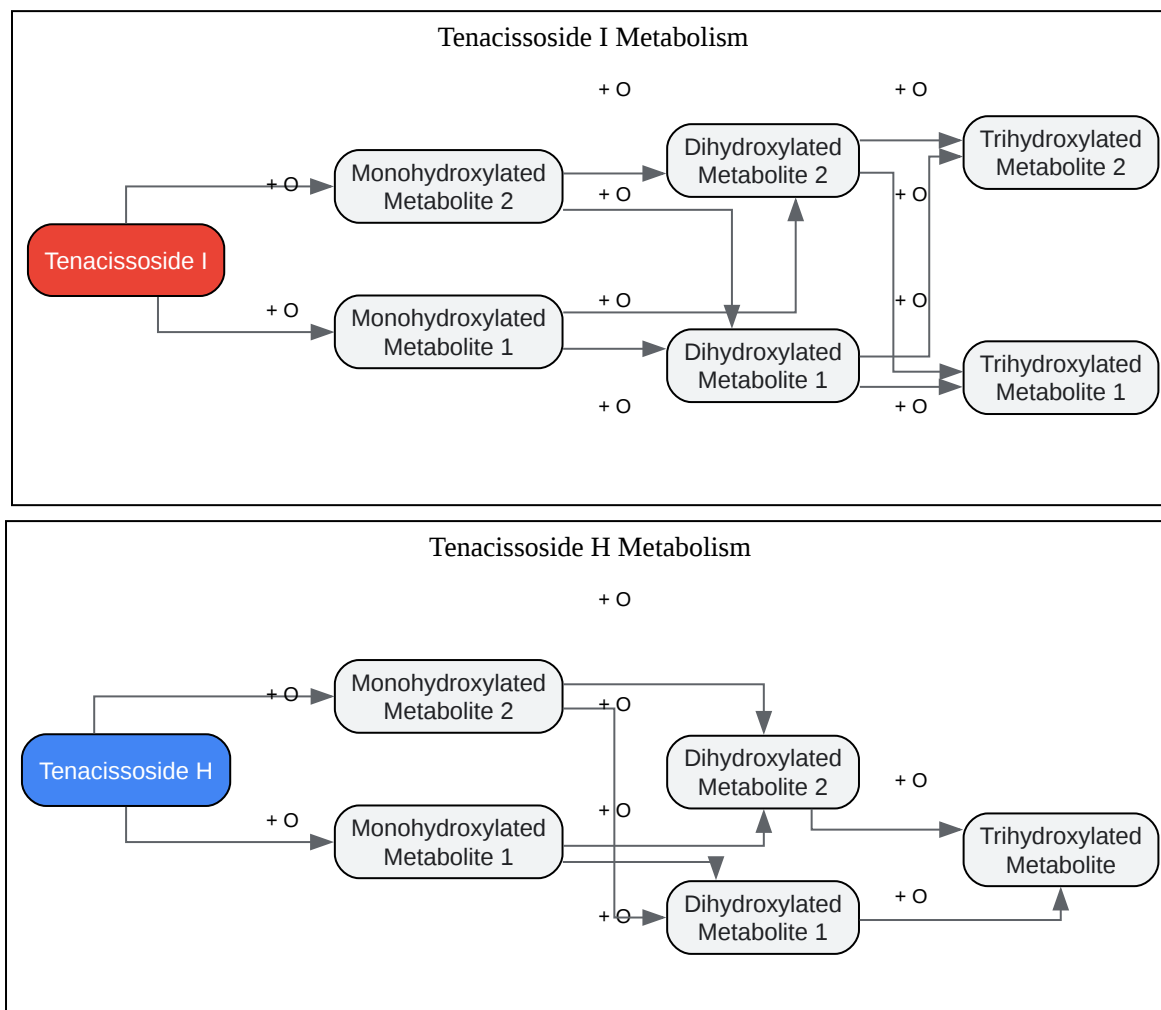 Tenacissoside I Metabolism
+ O
+ O
Dihydroxylated
Metabolite 2
Trihydroxylated
Metabolite 2
Monohydroxylated
Metabolite 2
+ O
+ O
+ O
Tenacissoside I
+ O
+ O
+ O
Monohydroxylated
Metabolite 1
Dihydroxylated
Metabolite 1
Trihydroxylated
Metabolite 1
+ O
+ O
Tenacissoside H Metabolism
+ O
Monohydroxylated
Metabolite 2
+ O
+ O
Tenacissoside H
Dihydroxylated
Metabolite 2
+ O
+ O
+ O
Monohydroxylated
Metabolite 1
Trihydroxylated
Metabolite
Dihydroxylated
Metabolite 1
+ O
+ O